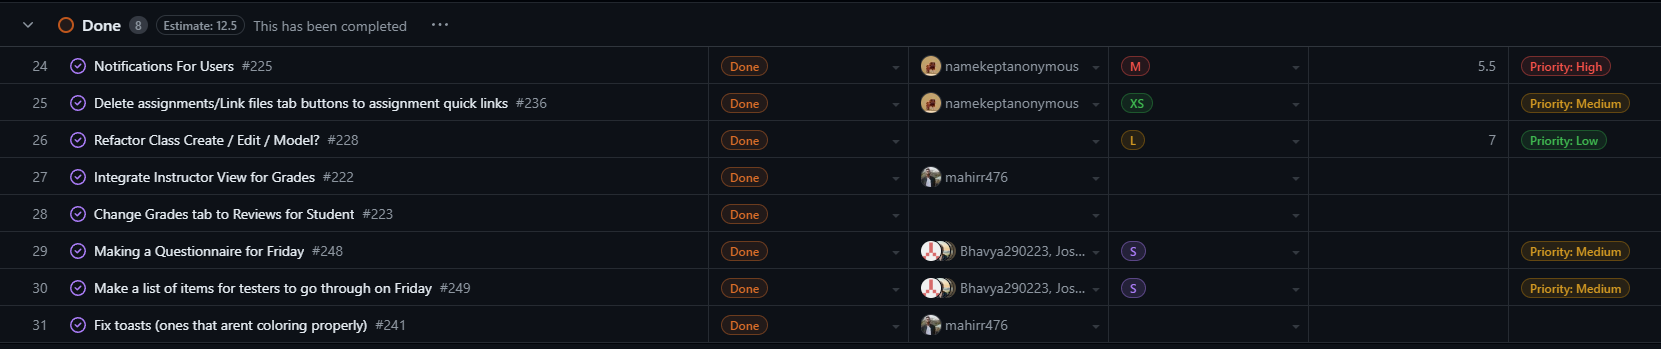 Done 8 Estimate: 12.5 This has been completed ...
24 Notifications For Users #225 Done namekeptanonymous M 5.5 Priority: High
25 Delete assignments/Link files tab buttons to assignment quick links #236 Done namekeptanonymous XS Priority: Medium
26 Refactor Class Create / Edit / Model? #228 Done L 7 Priority: Low
27 Integrate Instructor View for Grades #222 Done mahirr476
28 Change Grades tab to Reviews for Student #223 Done
29 Making a Questionnaire for Friday #248 Done Bhavya290223, Jos... S Priority: Medium
30 Make a list of items for testers to go through on Friday #249 Done Bhavya290223, Jos... S Priority: Medium
31 Fix toasts (ones that arent coloring properly) #241 Done mahirr476